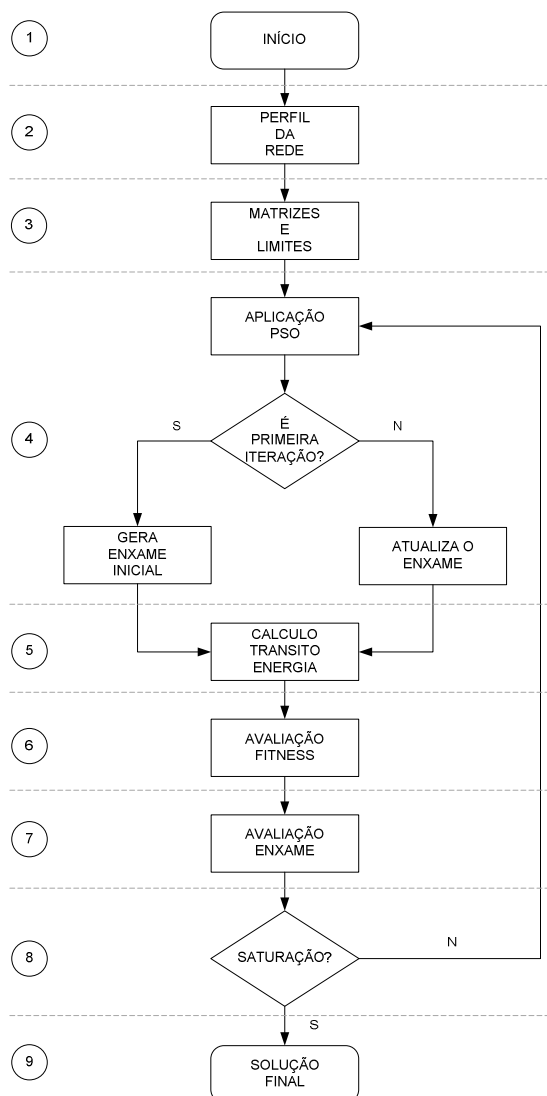 1
INÍCIO
2
PERFIL
DA
REDE
3
MATRIZES
E
LIMITES
APLICAÇÃO
PSO
4
S
É
PRIMEIRA
ITERAÇÃO?
N
GERA
ENXAME
INICIAL
ATUALIZA O
ENXAME
5
CALCULO
TRANSITO
ENERGIA
6
AVALIAÇÃO
FITNESS
7
AVALIAÇÃO
ENXAME
8
SATURAÇÃO?
N
S
9
SOLUÇÃO
FINAL